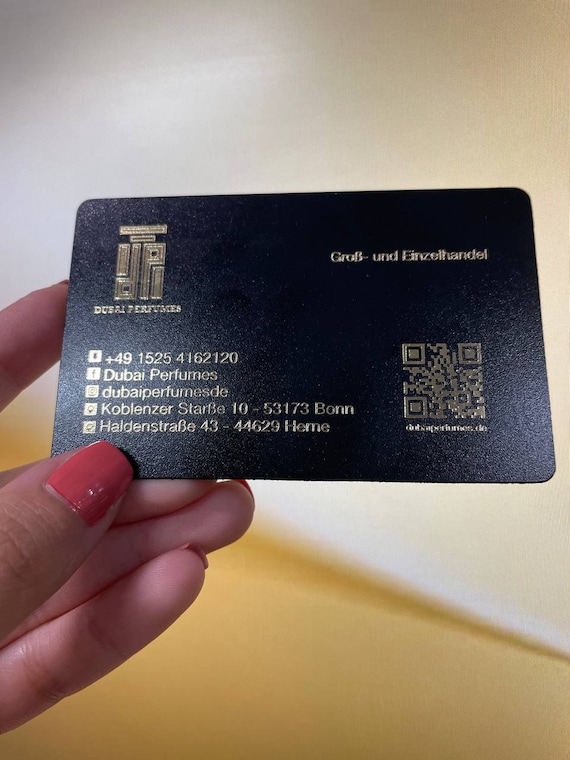 DUBAI PERFUMES
Groß- und Einzelhandel
+49 1525 4162120
Dubai Perfumes
dubaiperfumesde
Koblenzer Starße 10 - 53173 Bonn
Haldenstraße 43 - 44629 Herne
dubaiperfumes.de